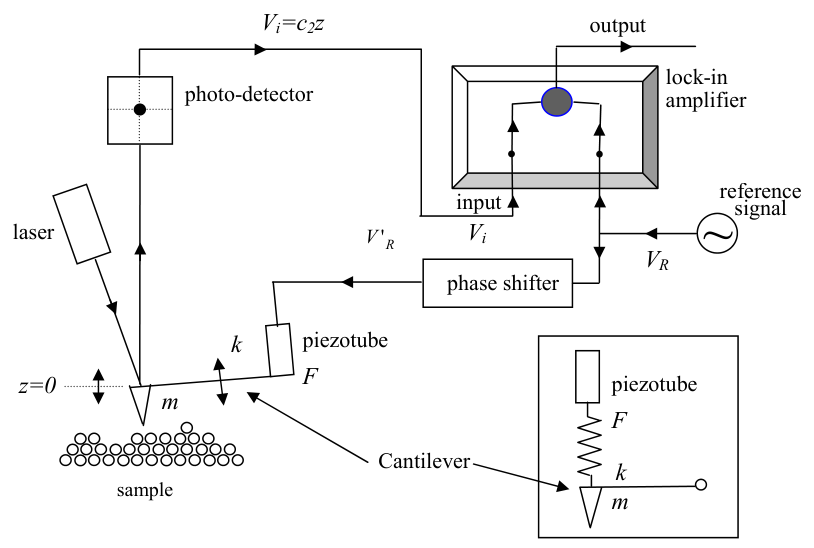 V_i=c_2z
output
photo-detector
lock-in
amplifier
reference
signal
input
laser
V_i
V'_R
V_R
phase shifter
piezotube
k
F
z=0
m
piezotube
F
Cantilever
k
m
sample